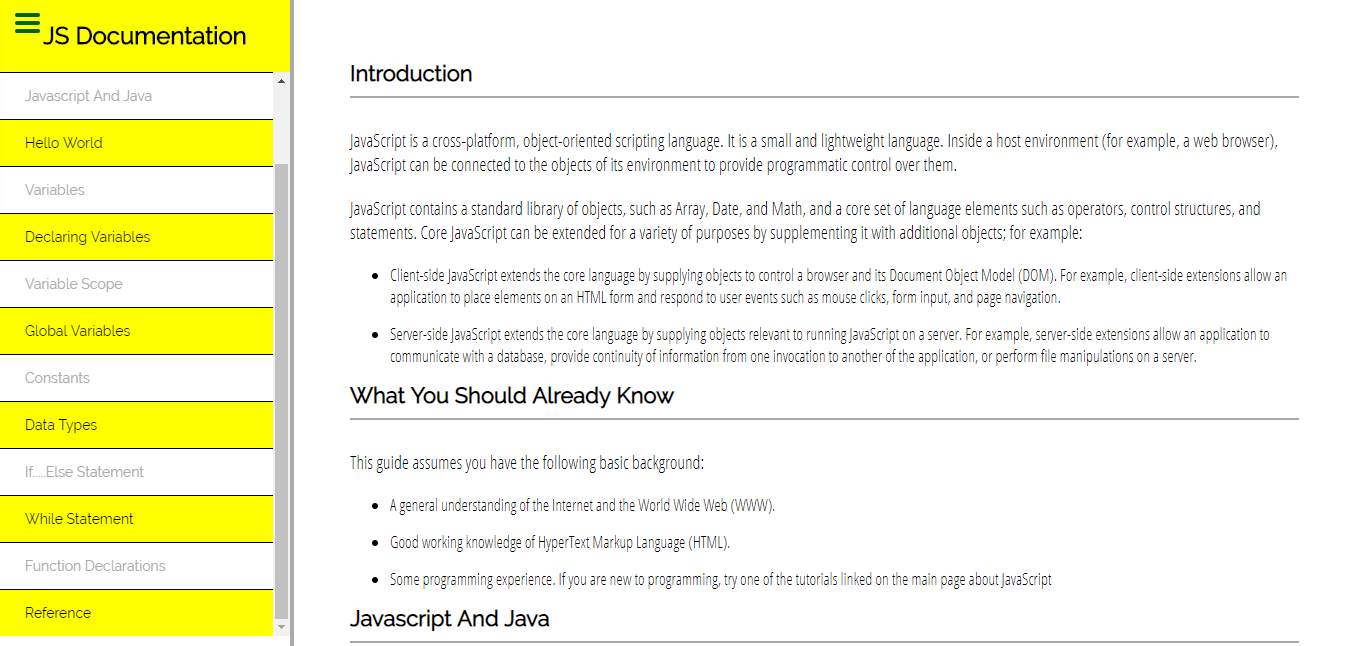 JS Documentation
Javascript And Java
Hello World
Variables
Declaring Variables
Variable Scope
Global Variables
Constants
Data Types
If....Else Statement
While Statement
Function Declarations
Reference
Introduction
JavaScript is a cross-platform, object-oriented scripting language. It is a small and lightweight language. Inside a host environment (for example, a web browser),
JavaScript can be connected to the objects of its environment to provide programmatic control over them.
JavaScript contains a standard library of objects, such as Array, Date, and Math, and a core set of language elements such as operators, control structures, and
statements. Core JavaScript can be extended for a variety of purposes by supplementing it with additional objects; for example:
• Client-side JavaScript extends the core language by supplying objects to control a browser and its Document Object Model (DOM). For example, client-side extensions allow an
application to place elements on an HTML form and respond to user events such as mouse clicks, form input, and page navigation.
• Server-side JavaScript extends the core language by supplying objects relevant to running JavaScript on a server. For example, server-side extensions allow an application to
communicate with a database, provide continuity of information from one invocation to another of the application, or perform file manipulations on a server.
What You Should Already Know
This guide assumes you have the following basic background:
• A general understanding of the Internet and the World Wide Web (WWW).
• Good working knowledge of HyperText Markup Language (HTML).
• Some programming experience. If you are new to programming, try one of the tutorials linked on the main page about JavaScript
Javascript And Java